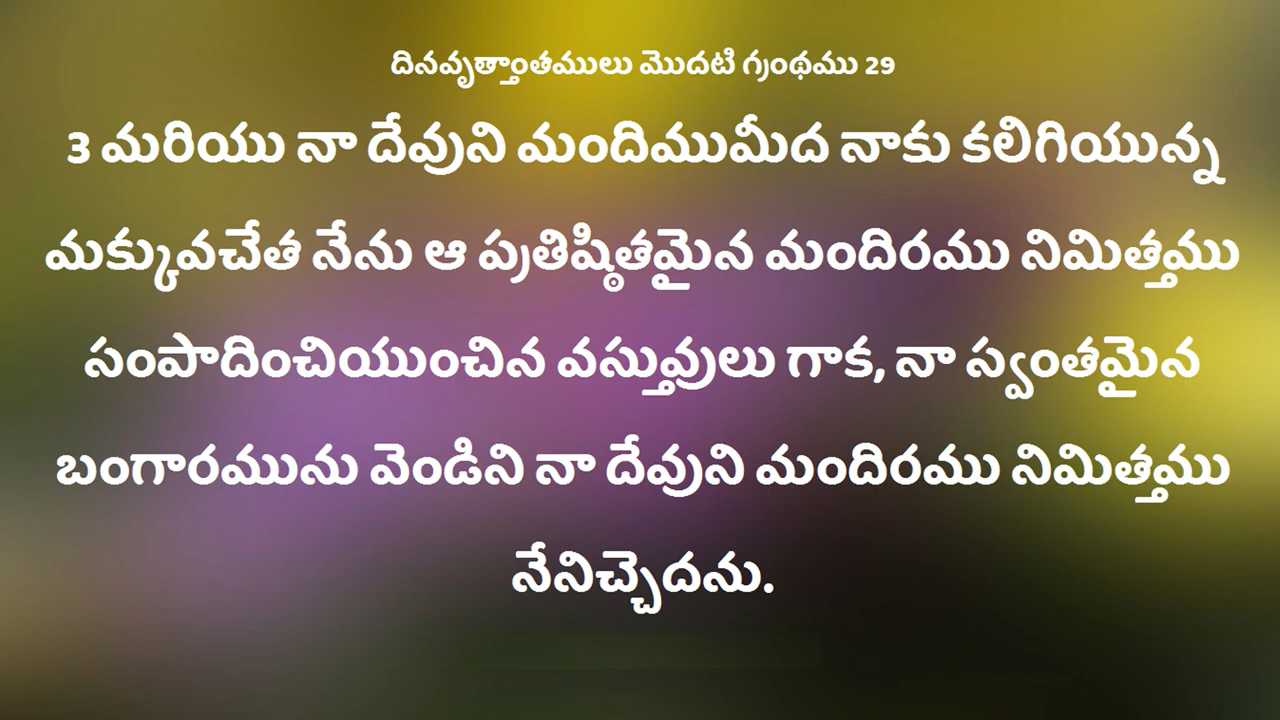 దినవృత్తాంతములు మొదటి గ్రంథము 29
3 మరియు నా దేవుని మందిముమీద నాకు కలిగియున్న
మక్కువచేత నేను ఆ ప్రతిష్ఠితమైన మందిరము నిమిత్తము
సంపాదించియుంచిన వస్తువులు గాక, నా స్వంతమైన
బంగారమును వెండిని నా దేవుని మందిరము నిమిత్తము
నేనిచ్చెదను.